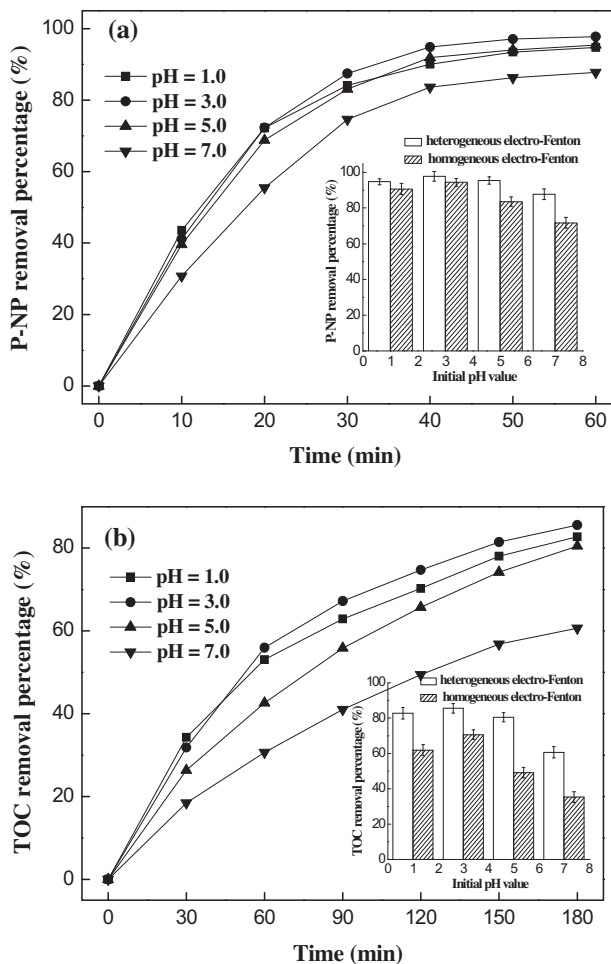 (a)
pH = 1.0
pH = 3.0
pH = 5.0
pH = 7.0
P-NP removal percentage (%)
100
80
60
40
20
0
0 10 20 30 40 50 60
Time (min)
heterogeneous electro-Fenton
homogeneous electro-Fenton
P-NP removal percentage (%)
100
80
60
40
20
0
0 1 2 3 4 5 6 7 8
Initial pH value
(b)
pH = 1.0
pH = 3.0
pH = 5.0
pH = 7.0
TOC removal percentage (%)
80
60
40
20
0
0 30 60 90 120 150 180
Time (min)
heterogeneous electro-Fenton
homogeneous electro-Fenton
TOC removal percentage (%)
100
80
60
40
20
0
0 1 2 3 4 5 6 7 8
Initial pH value